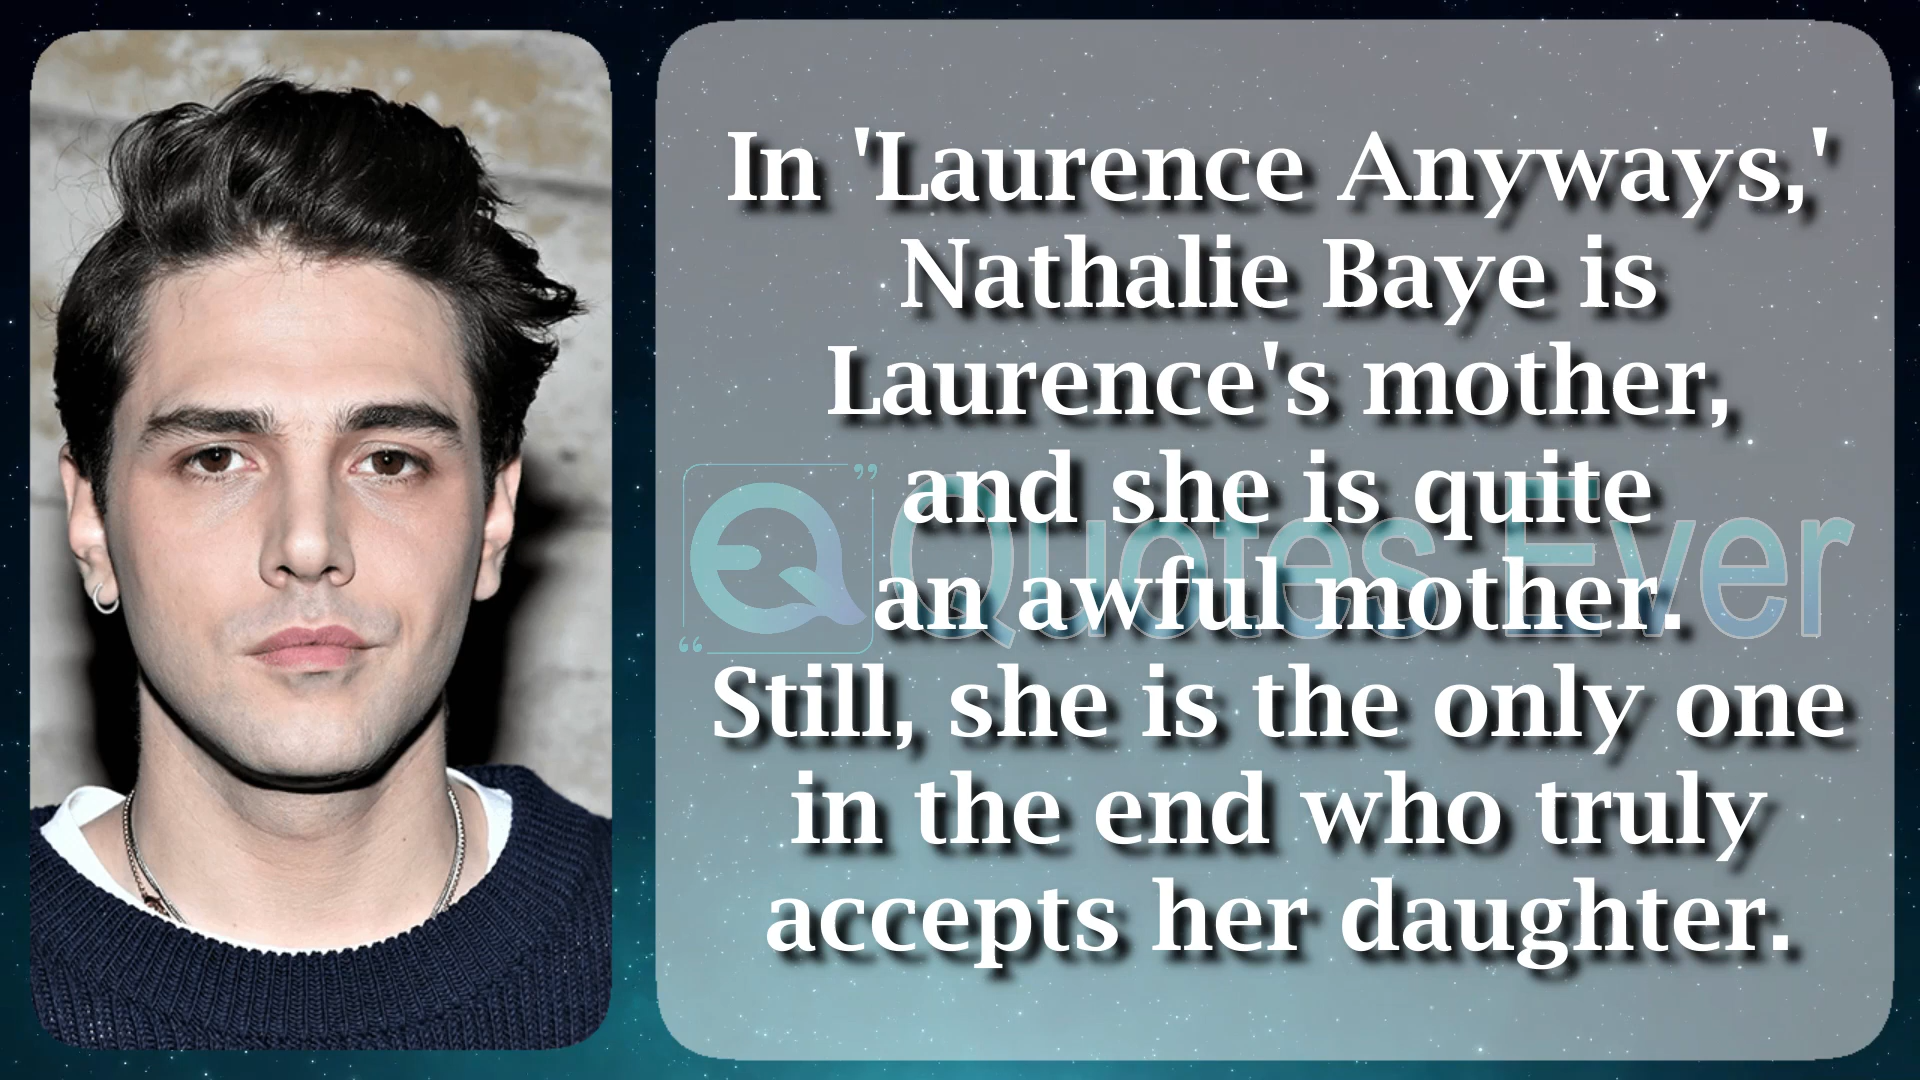 In 'Laurence Anyways,'
Nathalie Baye is
Laurence's mother,
and she is quite
an awful mother.
Still, she is the only one
in the end who truly
accepts her daughter.
Quotes Ever